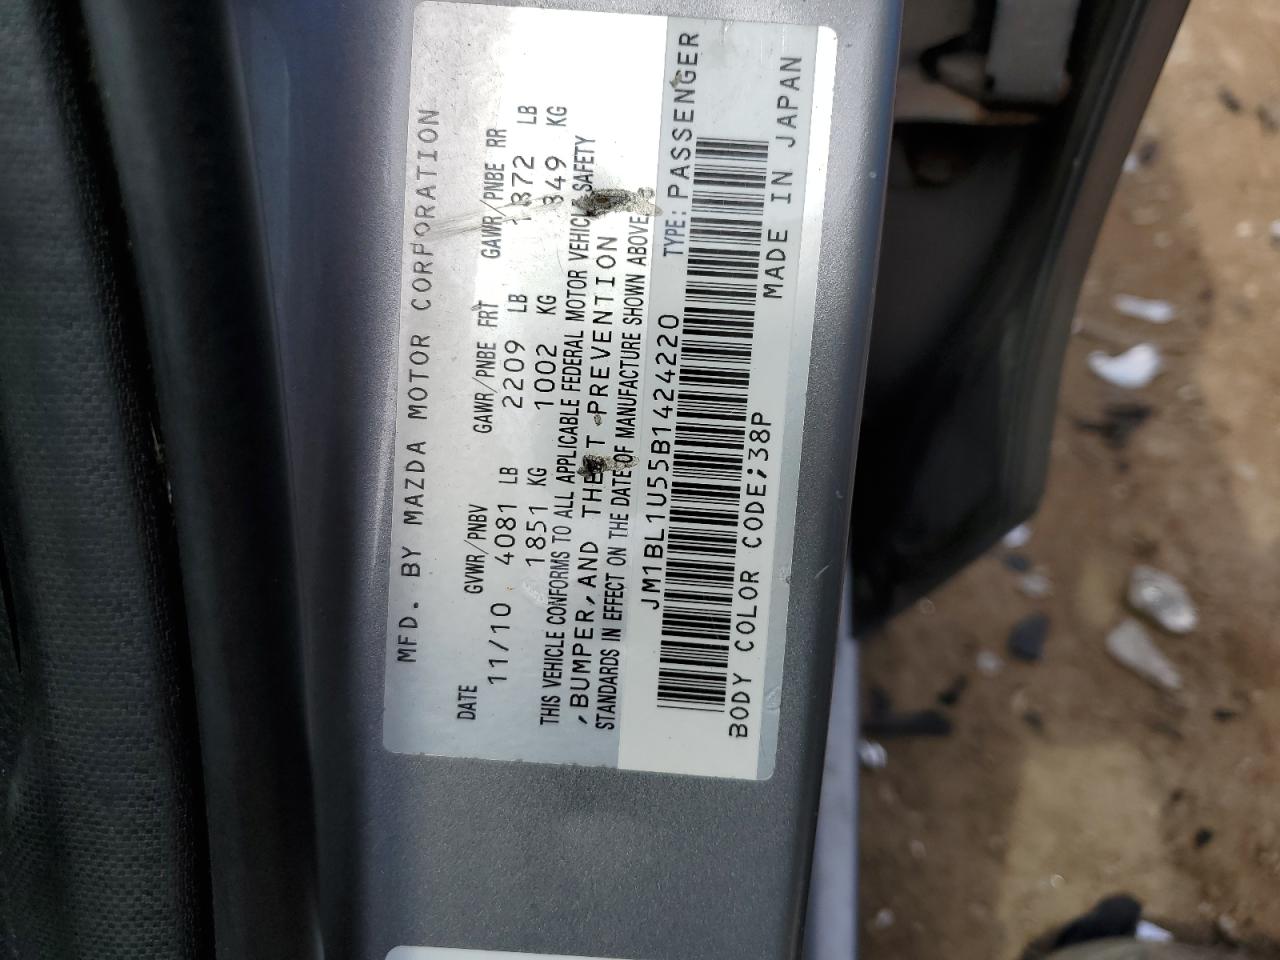 MFD. BY MAZDA MOTOR CORPORATION
DATE GVWR/PNBV GAWR/PNBE FRT GAWR/PNBE RR
11/10 4081 LB 2209 LB 1872 LB
1851 KG 1002 KG 849 KG
THIS VEHICLE CONFORMS TO ALL APPLICABLE FEDERAL MOTOR VEHICLE SAFETY
,BUMPER,AND THEFT PREVENTION
STANDARDS IN EFFECT ON THE DATE OF MANUFACTURE SHOWN ABOVE
JM1BL1U55B1424220 TYPE: PASSENGER
BODY COLOR CODE;38P MADE IN JAPAN